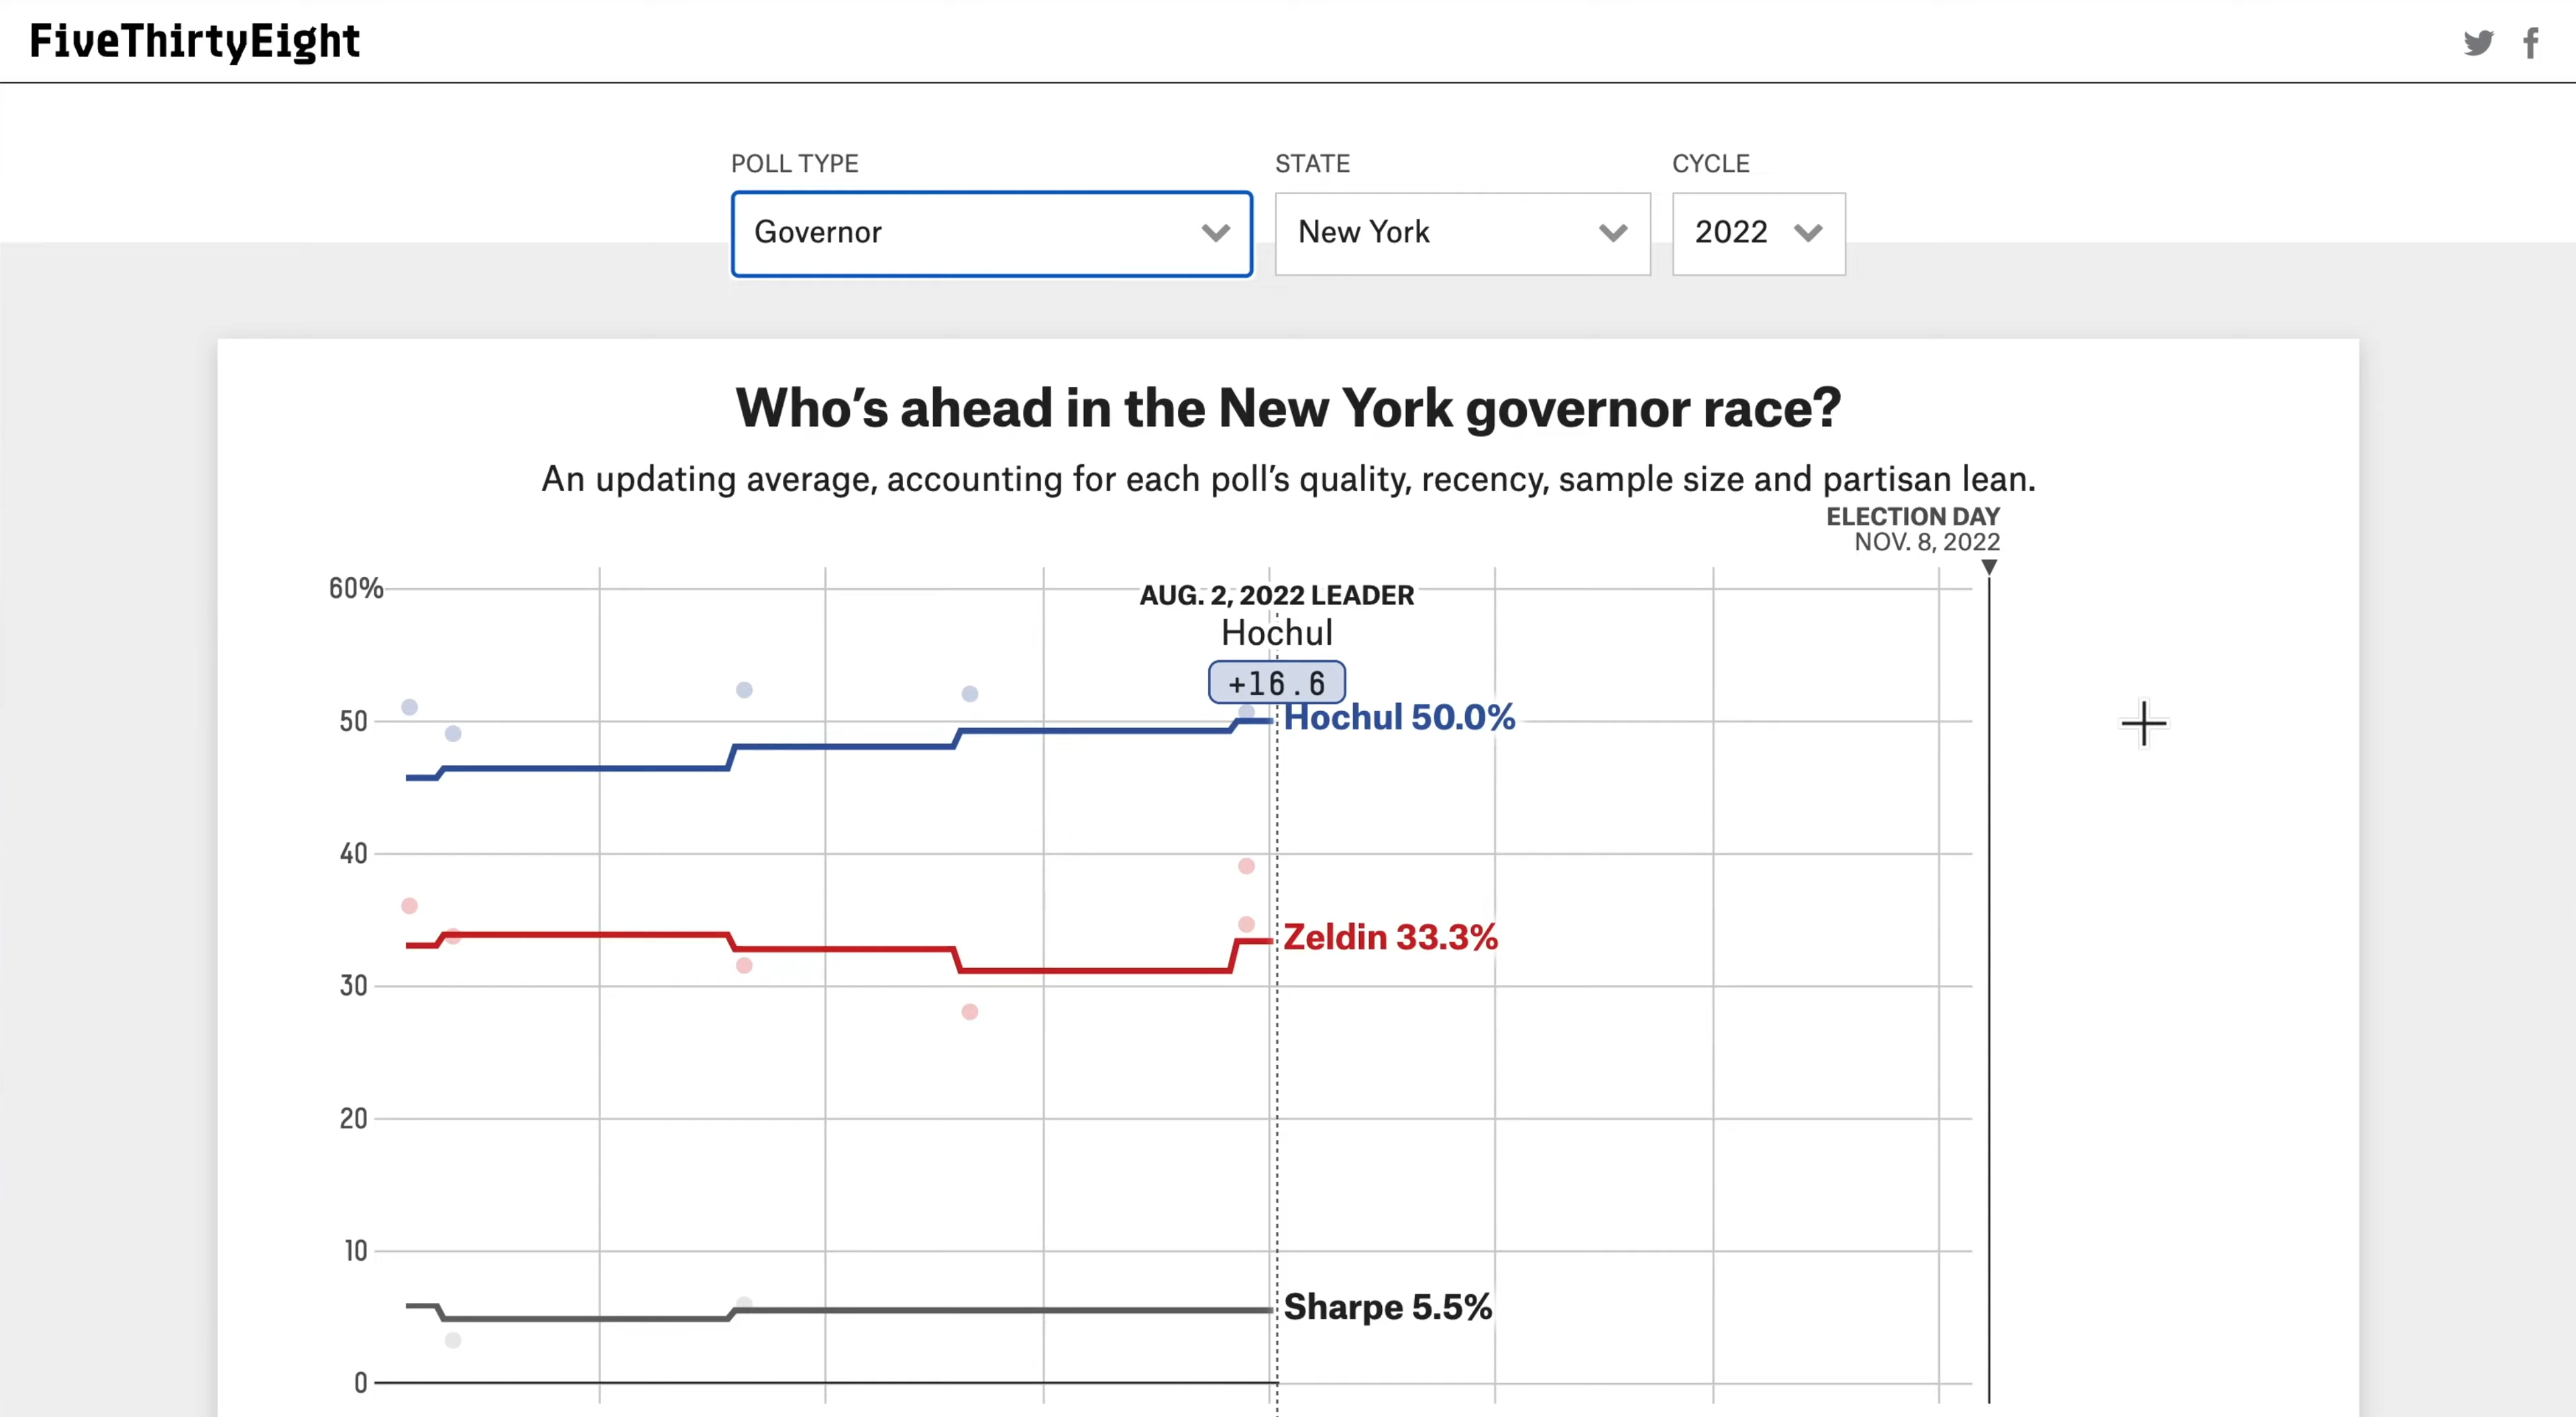 FiveThirtyEight
POLL TYPE
STATE
CYCLE
Governor
New York
2022
Who’s ahead in the New York governor race?
An updating average, accounting for each poll’s quality, recency, sample size and partisan lean.
ELECTION DAY
NOV. 8, 2022
60%
AUG. 2, 2022 LEADER
Hochul
+16.6
50
Hochul 50.0%
40
Zeldin 33.3%
30
20
10
Sharpe 5.5%
0